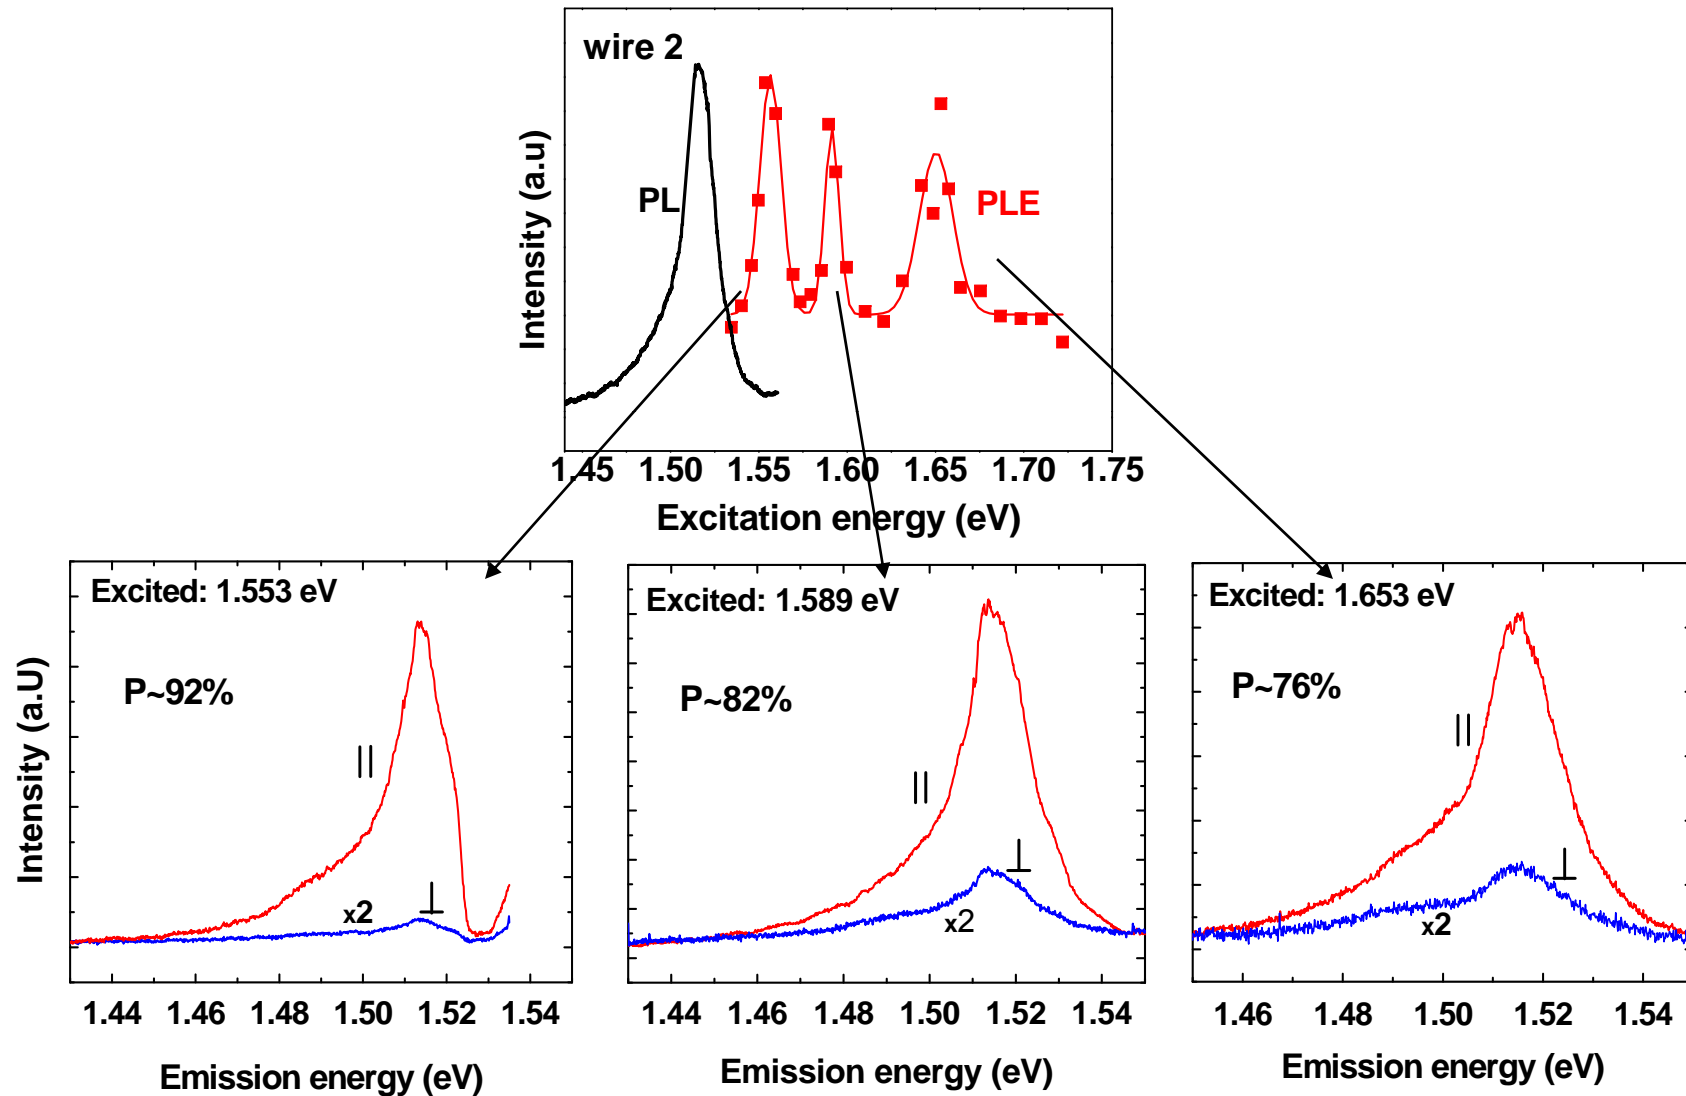 wire 2
PL
PLE
Intensity (a.u)
1.45 1.50 1.55 1.60 1.65 1.70 1.75
Excitation energy (eV)
Excited: 1.553 eV
P~92%
||
x2
⊥
Intensity (a.U)
1.44 1.46 1.48 1.50 1.52 1.54
Emission energy (eV)
Excited: 1.589 eV
P~82%
||
⊥
x2
1.44 1.46 1.48 1.50 1.52 1.54
Emission energy (eV)
Excited: 1.653 eV
P~76%
||
⊥
x2
1.46 1.48 1.50 1.52 1.54
Emission energy (eV)